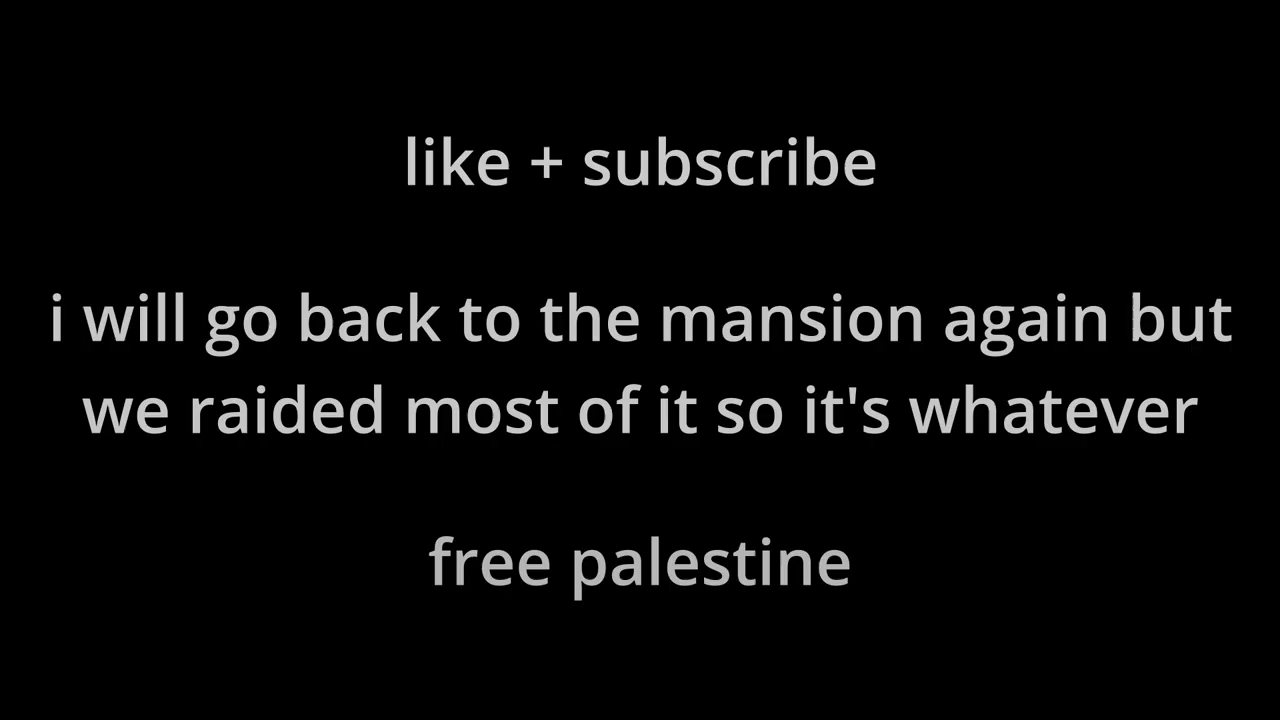 like + subscribe
i will go back to the mansion again but
we raided most of it so it's whatever
free palestine